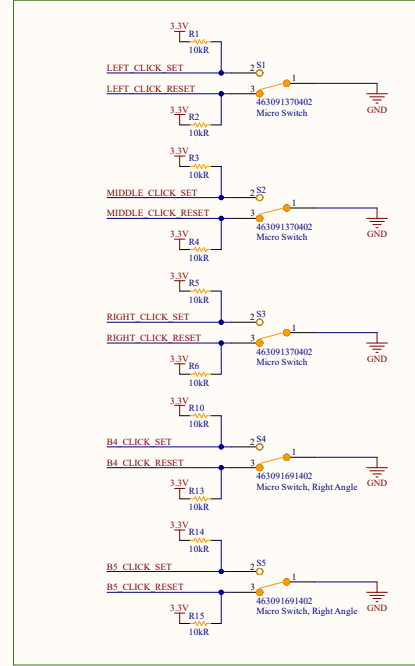 3.3V
R1
10kR
LEFT_CLICK_SET
2 S1
1
LEFT_CLICK_RESET
3
463091370402
Micro Switch
GND
R2
3.3V
10kR
3.3V
R3
10kR
MIDDLE_CLICK_SET
2 S2
1
MIDDLE_CLICK_RESET
3
463091370402
Micro Switch
GND
R4
3.3V
10kR
3.3V
R5
10kR
RIGHT_CLICK_SET
2 S3
1
RIGHT_CLICK_RESET
3
463091370402
Micro Switch
GND
R6
3.3V
10kR
3.3V
R10
10kR
B4_CLICK_SET
2 S4
1
B4_CLICK_RESET
3
463091691402
Micro Switch, Right Angle
GND
3.3V
R13
10kR
3.3V
R14
10kR
B5_CLICK_SET
2 S5
1
B5_CLICK_RESET
3
463091691402
Micro Switch, Right Angle
GND
3.3V
R15
10kR